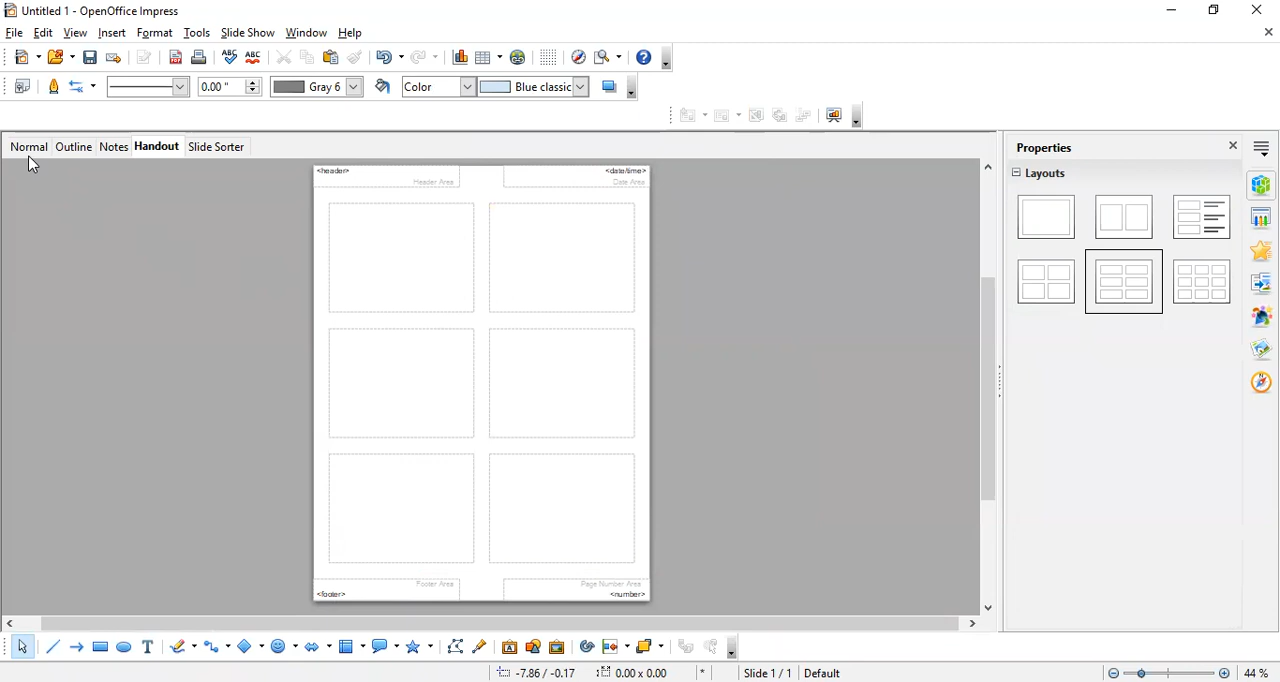 Untitled 1 - OpenOffice Impress
File Edit View Insert Format Tools Slide Show Window Help
0.00 " Gray 6 Color Blue classic
Normal Outline Notes Handout Slide Sorter
Properties
Layouts
<header> <date/time>
Header Area Date Area
Footer Area Page Number Area
<footer> <number>
-7.86 / -0.17 0.00 x 0.00 * Slide 1 / 1 Default 44 %